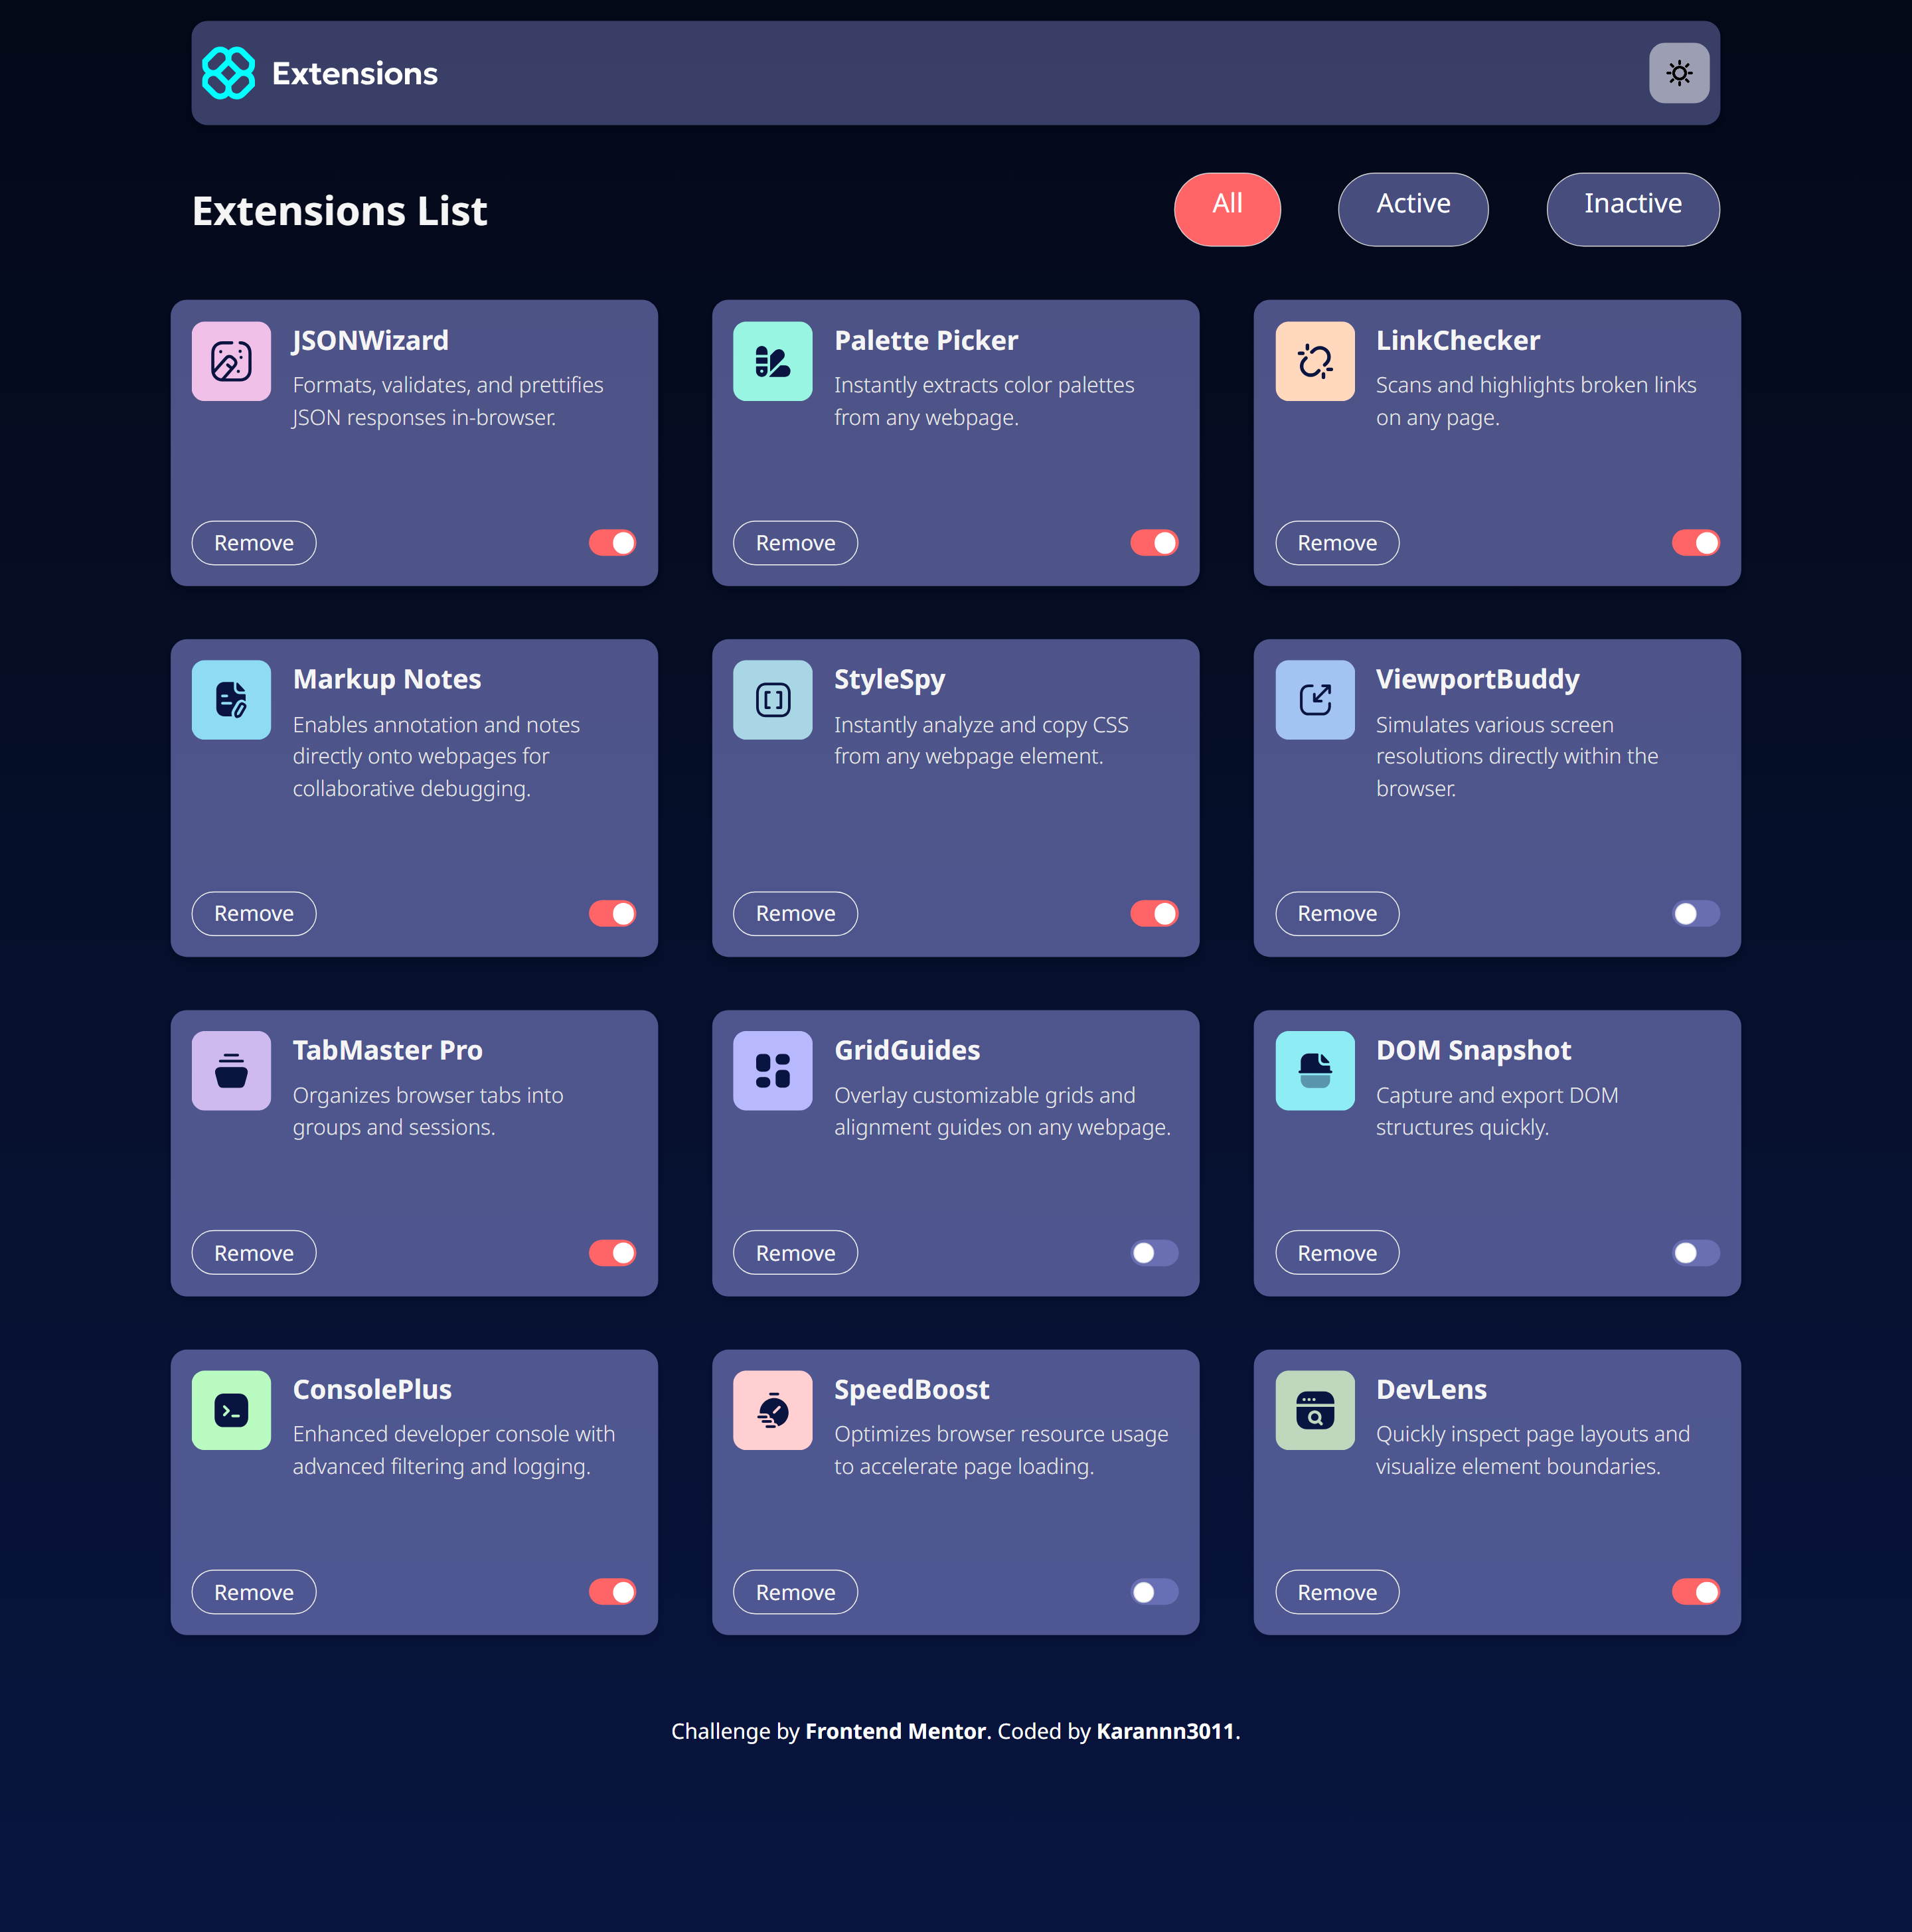 Extensions
Extensions List
All
Active
Inactive
JSONWizard
Formats, validates, and prettifies
JSON responses in-browser.
Remove
Palette Picker
Instantly extracts color palettes
from any webpage.
Remove
LinkChecker
Scans and highlights broken links
on any page.
Remove
Markup Notes
Enables annotation and notes
directly onto webpages for
collaborative debugging.
Remove
StyleSpy
Instantly analyze and copy CSS
from any webpage element.
Remove
ViewportBuddy
Simulates various screen
resolutions directly within the
browser.
Remove
TabMaster Pro
Organizes browser tabs into
groups and sessions.
Remove
GridGuides
Overlay customizable grids and
alignment guides on any webpage.
Remove
DOM Snapshot
Capture and export DOM
structures quickly.
Remove
ConsolePlus
Enhanced developer console with
advanced filtering and logging.
Remove
SpeedBoost
Optimizes browser resource usage
to accelerate page loading.
Remove
DevLens
Quickly inspect page layouts and
visualize element boundaries.
Remove
Challenge by Frontend Mentor. Coded by Karannn3011.